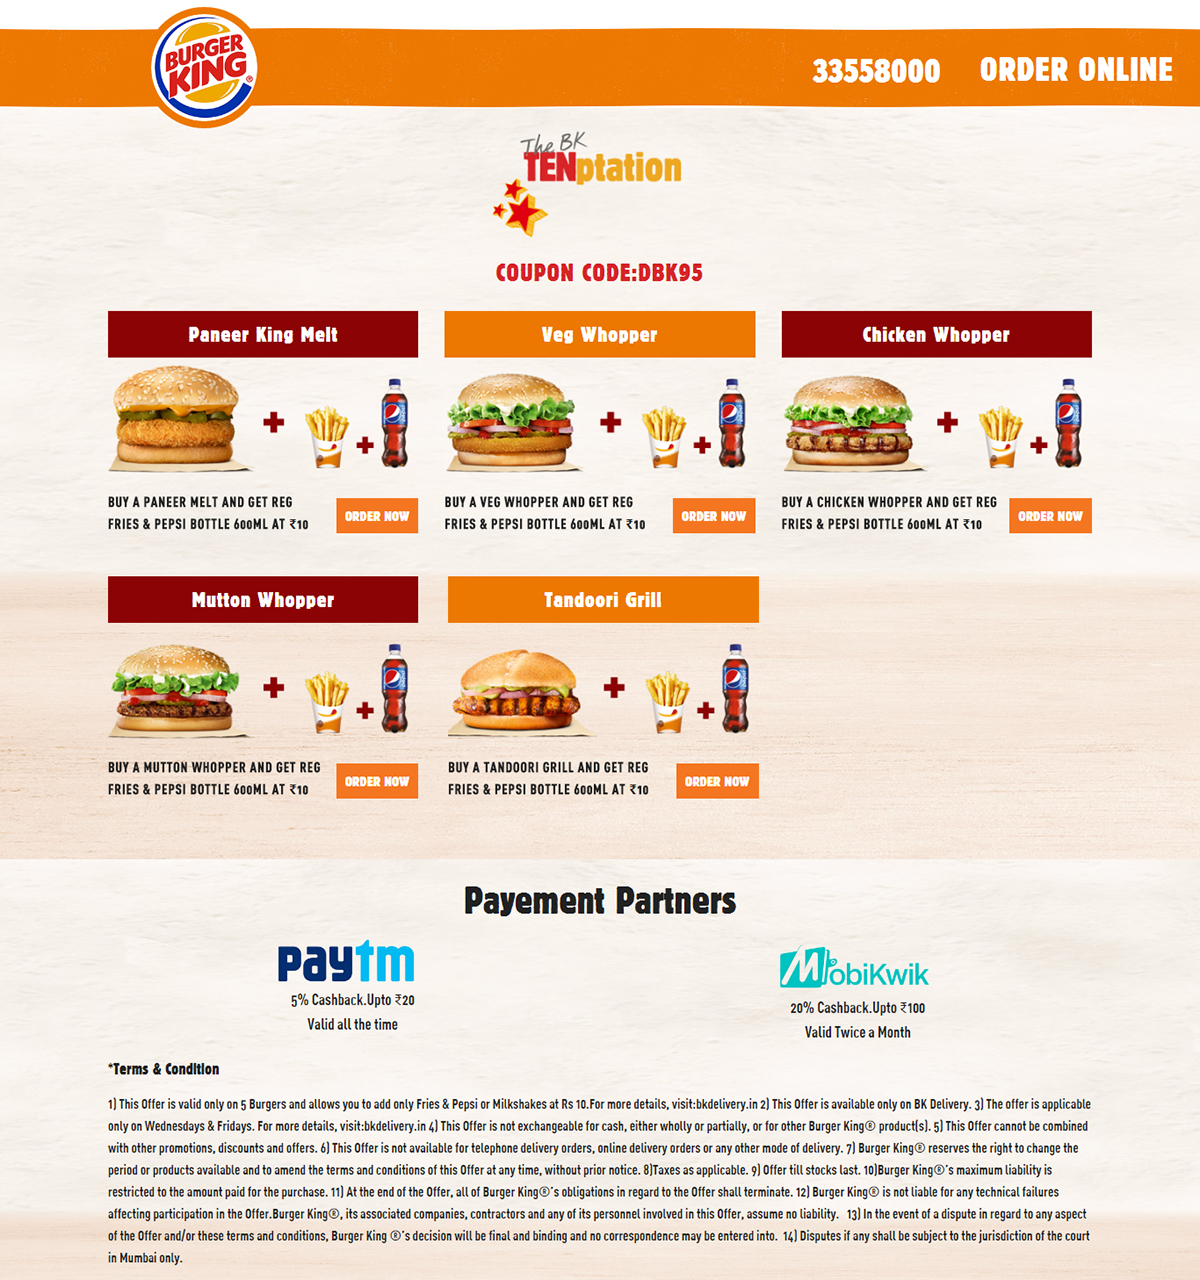 BURGER
KING®
33558000
ORDER ONLINE
The BK
TENptation
COUPON CODE:DBK95
Paneer King Melt
Veg Whopper
Chicken Whopper
BUY A PANEER MELT AND GET REG
FRIES & PEPSI BOTTLE 600ML AT ₹10
ORDER NOW
BUY A VEG WHOPPER AND GET REG
FRIES & PEPSI BOTTLE 600ML AT ₹10
ORDER NOW
BUY A CHICKEN WHOPPER AND GET REG
FRIES & PEPSI BOTTLE 600ML AT ₹10
ORDER NOW
Mutton Whopper
Tandoori Grill
BUY A MUTTON WHOPPER AND GET REG
FRIES & PEPSI BOTTLE 600ML AT ₹10
ORDER NOW
BUY A TANDOORI GRILL AND GET REG
FRIES & PEPSI BOTTLE 600ML AT ₹10
ORDER NOW
Payement Partners
paytm
5% Cashback.Upto ₹20
Valid all the time
MobiKwik
20% Cashback.Upto ₹100
Valid Twice a Month
*Terms & Condition
1) This Offer is valid only on 5 Burgers and allows you to add only Fries & Pepsi or Milkshakes at Rs 10.For more details, visit:bkdelivery.in 2) This Offer is available only on BK Delivery. 3) The offer is applicable
only on Wednesdays & Fridays. For more details, visit:bkdelivery.in 4) This Offer is not exchangeable for cash, either wholly or partially, or for other Burger King® product(s). 5) This Offer cannot be combined
with other promotions, discounts and offers. 6) This Offer is not available for telephone delivery orders, online delivery orders or any other mode of delivery. 7) Burger King® reserves the right to change the
period or products available and to amend the terms and conditions of this Offer at any time, without prior notice. 8)Taxes as applicable. 9) Offer till stocks last. 10)Burger King®'s maximum liability is
restricted to the amount paid for the purchase. 11) At the end of the Offer, all of Burger King®'s obligations in regard to the Offer shall terminate. 12) Burger King® is not liable for any technical failures
affecting participation in the Offer.Burger King®, its associated companies, contractors and any of its personnel involved in this Offer, assume no liability. 13) In the event of a dispute in regard to any aspect
of the Offer and/or these terms and conditions, Burger King ®'s decision will be final and binding and no correspondence may be entered into. 14) Disputes if any shall be subject to the jurisdiction of the court
in Mumbai only.